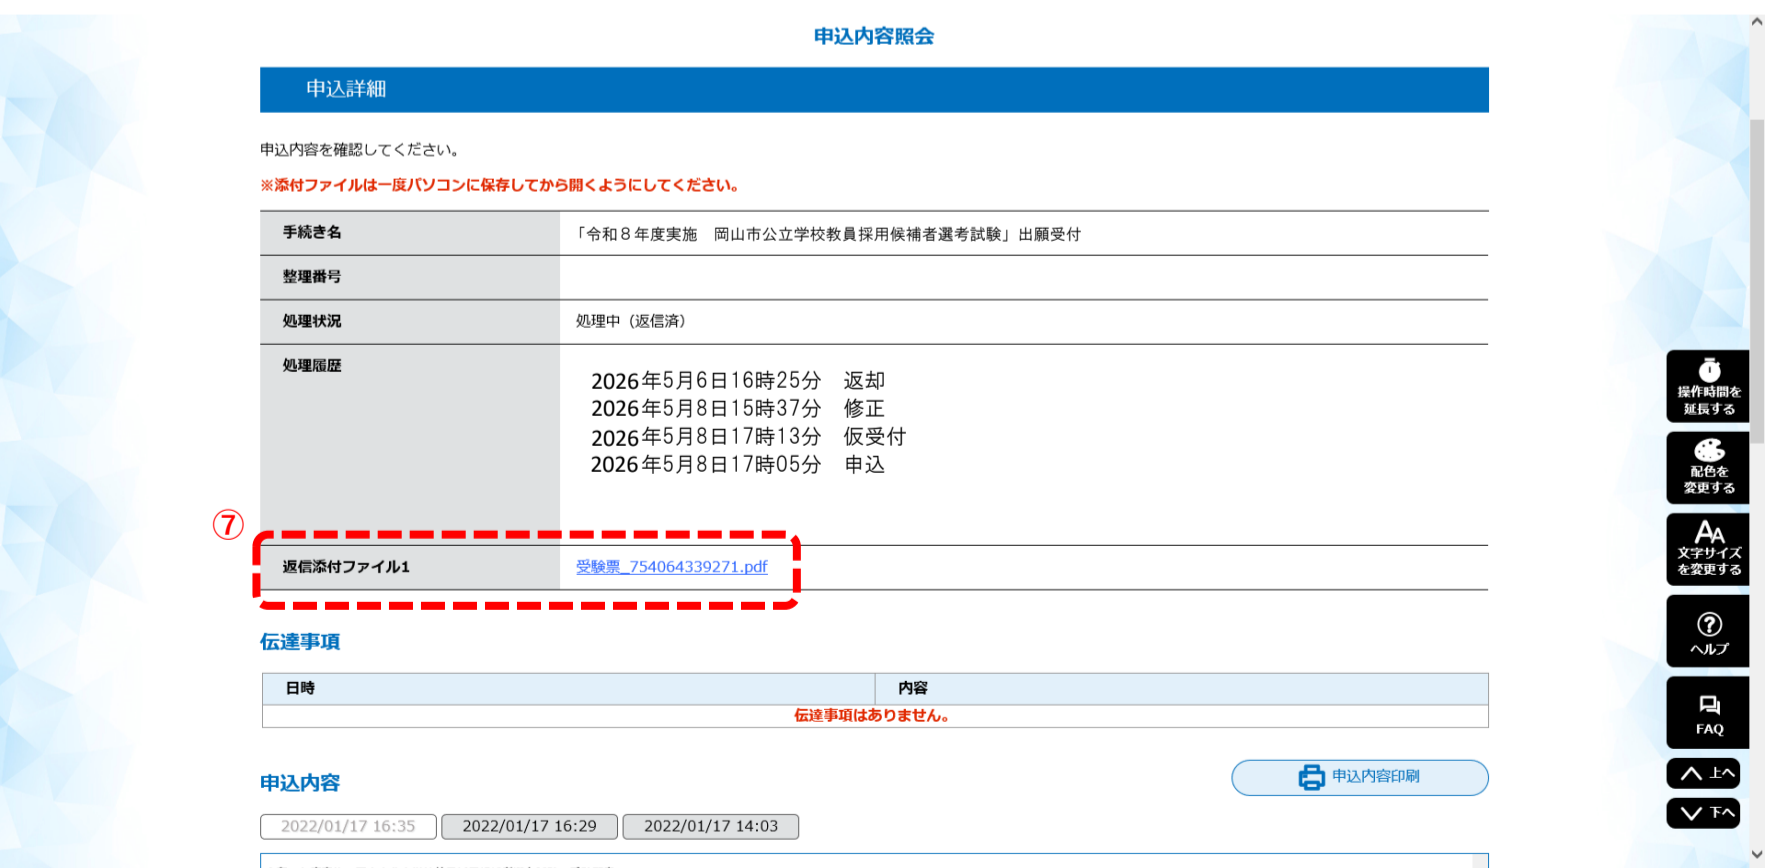 申込内容照会
申込詳細
申込内容を確認してください。
※添付ファイルは一度パソコンに保存してから開くようにしてください。
手続き名
「令和８年度実施　岡山市公立学校教員採用候補者選考試験」出願受付
整理番号
処理状況
処理中（返信済）
処理履歴
2026年5月6日16時25分　返却
2026年5月8日15時37分　修正
2026年5月8日17時13分　仮受付
2026年5月8日17時05分　申込
⑦
返信添付ファイル1
受験票_754064339271.pdf
伝達事項
日時
内容
伝達事項はありません。
申込内容
申込内容印刷
2022/01/17 16:35
2022/01/17 16:29
2022/01/17 14:03
操作時間を
延長する
配色を
変更する
文字サイズ
を変更する
ヘルプ
FAQ
上へ
下へ